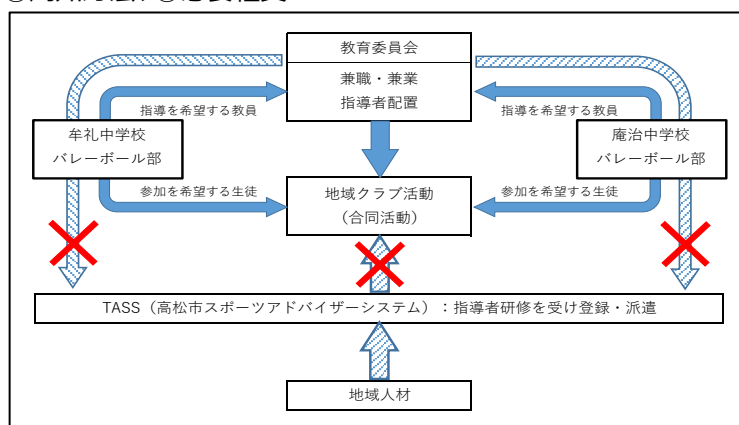 教育委員会
兼職・兼業
指導者配置
指導を希望する教員
指導を希望する教員
牟礼中学校
バレーボール部
庵治中学校
バレーボール部
参加を希望する生徒
参加を希望する生徒
地域クラブ活動
（合同活動）
TASS（高松市スポーツアドバイザーシステム）：指導者研修を受け登録・派遣
地域人材